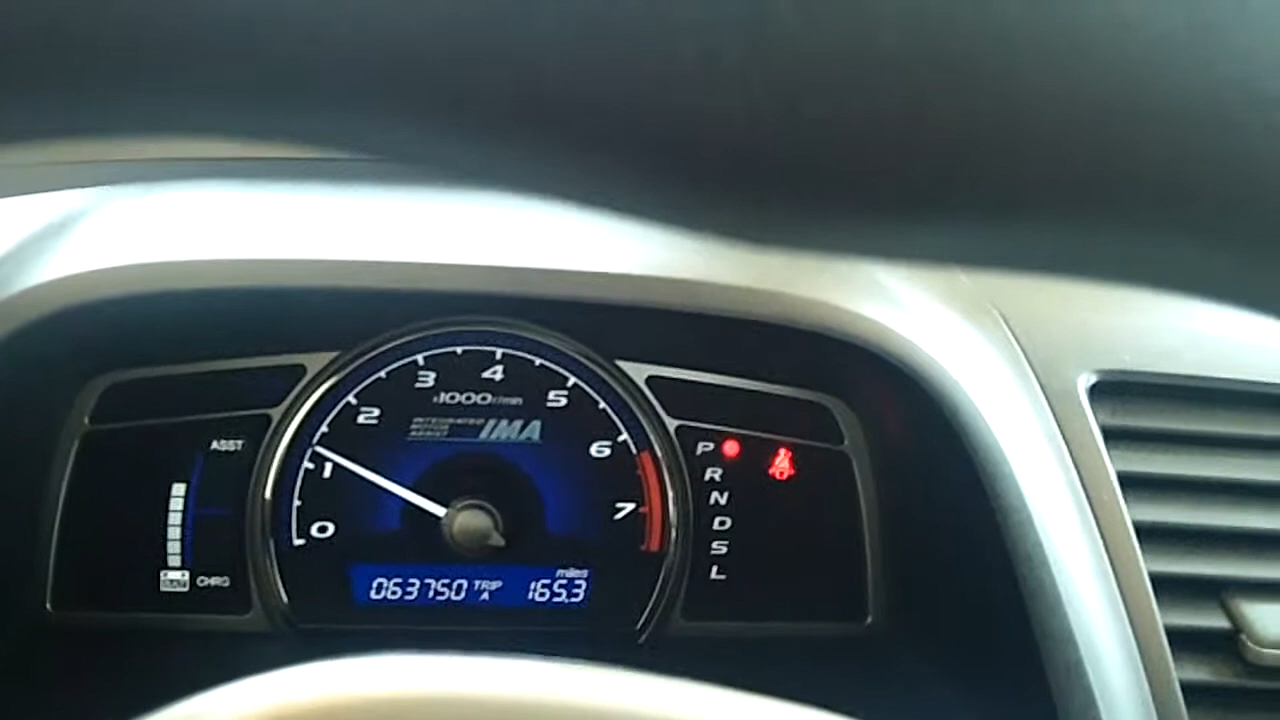 ASST
CHRG
0
1
2
3
4
5
6
7
x1000r/min
INTEGRATED
MOTOR
ASSIST
IMA
063750 TRIP A 165.3 miles
P
R
N
D
S
L